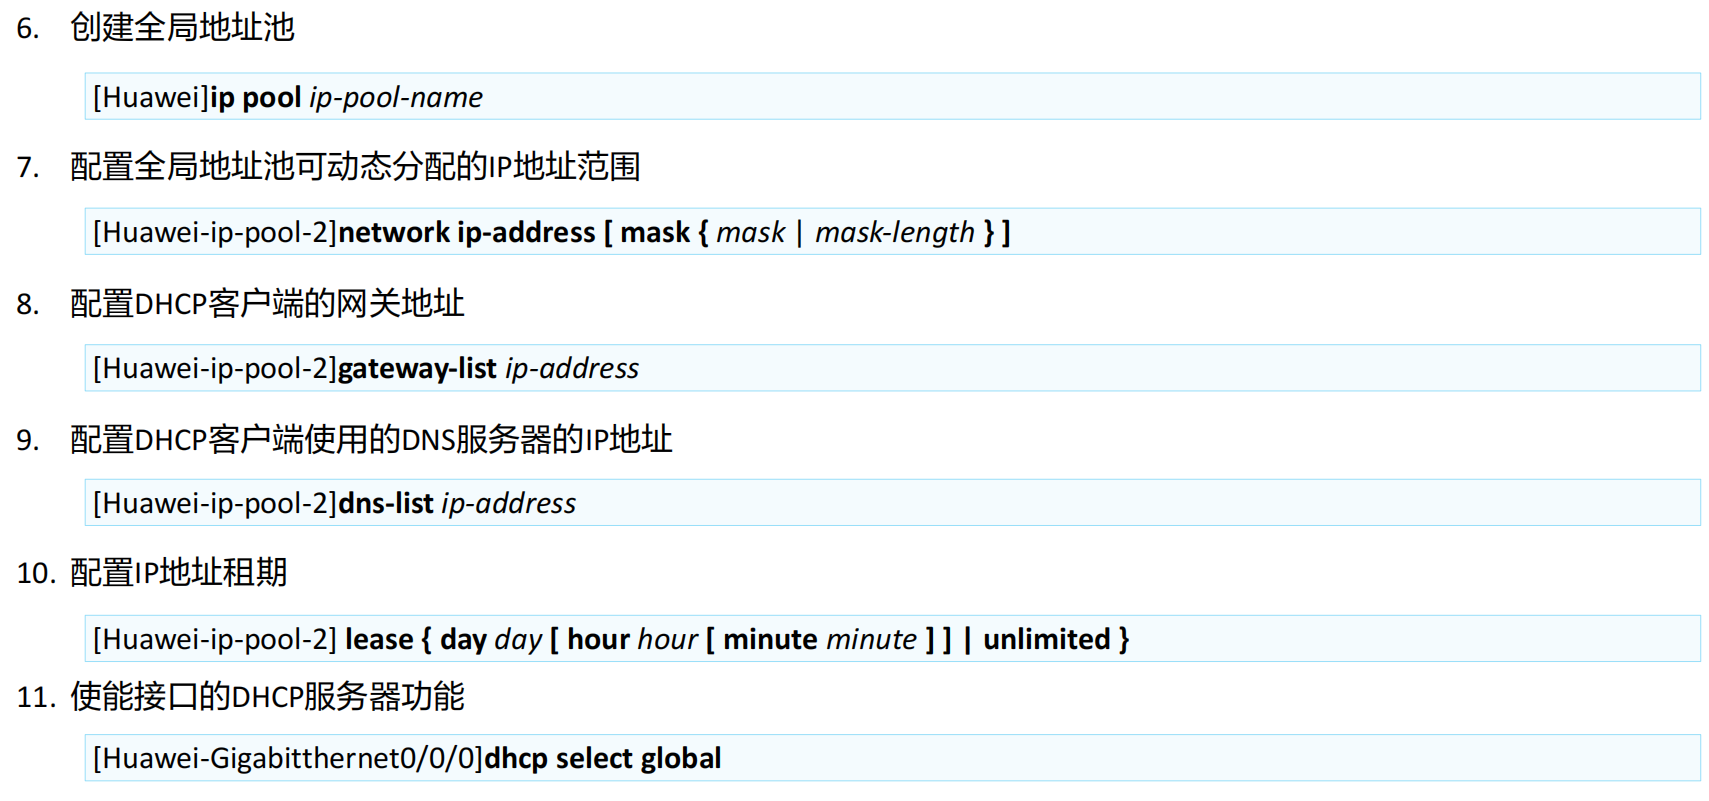 6. 创建全局地址池
[Huawei]ip pool ip-pool-name
7. 配置全局地址池可动态分配的IP地址范围
[Huawei-ip-pool-2]network ip-address [ mask { mask | mask-length } ]
8. 配置DHCP客户端的网关地址
[Huawei-ip-pool-2]gateway-list ip-address
9. 配置DHCP客户端使用的DNS服务器的IP地址
[Huawei-ip-pool-2]dns-list ip-address
10. 配置IP地址租期
[Huawei-ip-pool-2] lease { day day [ hour hour [ minute minute ] ] | unlimited }
11. 使能接口的DHCP服务器功能
[Huawei-Gigabitthernet0/0/0]dhcp select global